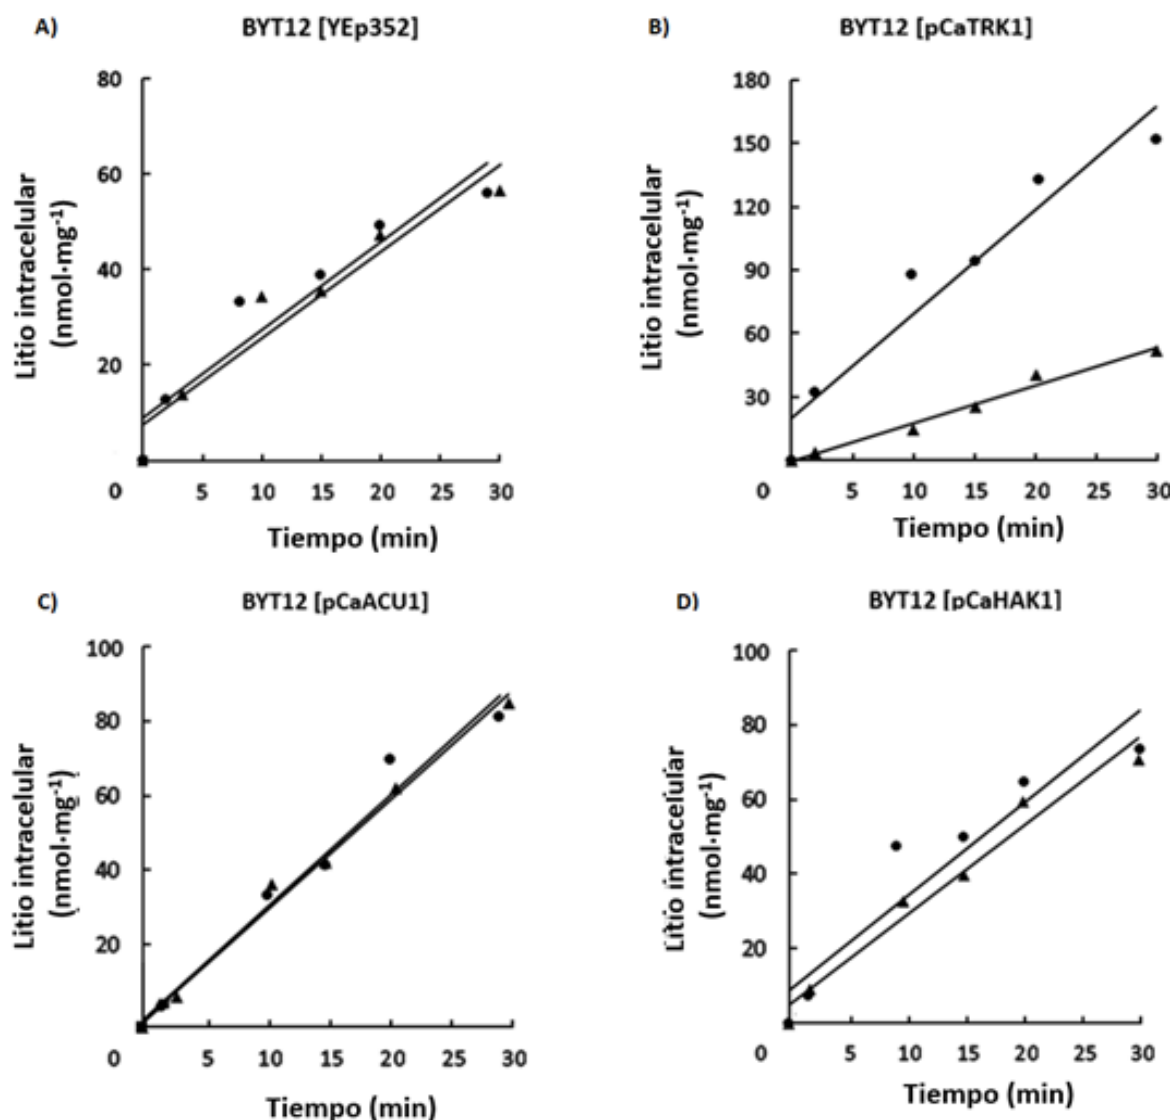 A)
BYT12 [YEp352]
80
60
40
20
0
5 10 15 20 25 30
Litio intracelular
(nmol·mg⁻¹)
Tiempo (min)
B)
BYT12 [pCaTRK1]
180
150
120
90
60
30
0
5 10 15 20 25 30
Litio intracelular
(nmol·mg⁻¹)
Tiempo (min)
C)
BYT12 [pCaACU1]
100
80
60
40
20
0
5 10 15 20 25 30
Litio intracelular
(nmol·mg⁻¹)
Tiempo (min)
D)
BYT12 [pCaHAK1]
100
80
60
40
20
0
5 10 15 20 25 30
Litio intracelular
(nmol·mg⁻¹)
Tiempo (min)